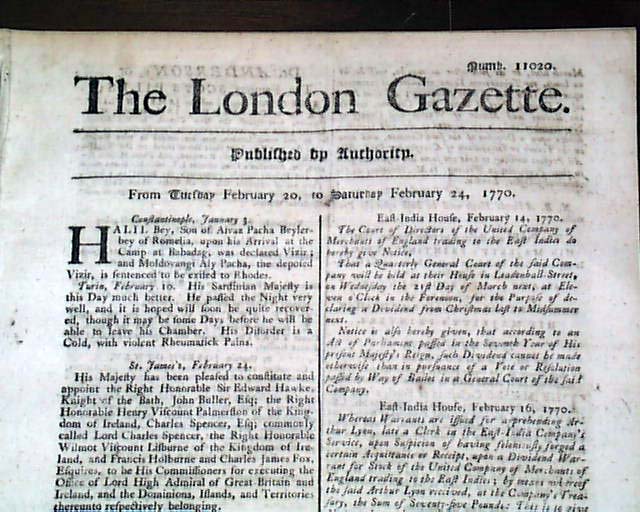 Numb. 11020.
The London Gazette.
Published by Authority.
From Tuesday February 20, to Saturday February 24, 1770.
Constantinople, January 3.
HALIL Bey, Son of Aivas Pacha Beyler-
bey of Romelia, upon his Arrival at the
Camp at Babadag, was declared Vizir;
and Moldovangi Aly Pacha, the deposed
Vizir, is sentenced to be exiled to Rhodes.
Turin, February 10. His Sardinian Majesty is
this Day much better. He passed the Night very
well, and it is hoped will soon be quite recover-
ed, though it may be some Days before he will be
able to leave his Chamber. His Disorder is a
Cold, with violent Rheumatick Pains.
St. James's, February 24.
His Majesty has been pleased to constitute and
appoint the Right Honorable Sir Edward Hawke,
Knight of the Bath, John Buller, Esq; the Right
Honorable Henry Viscount Palmerston of the King-
dom of Ireland, Charles Spencer, Esq; commonly
called Lord Charles Spencer, the Right Honorable
Wilmot Viscount Lisburne of the Kingdom of Ire-
land, and Francis Holburne and Charles James Fox,
Esquires, to be His Commissioners for executing the
Office of Lord High Admiral of Great-Britain and
Ireland, and the Dominions, Islands, and Territories
thereunto respectively belonging.
East-India House, February 14, 1770.
The Court of Directors of the United Company of
Merchants of England trading to the East Indies do
hereby give Notice,
That a Quarterly General Court of the said Com-
pany will be held at their House in Leadenhall-Street,
on Wednesday the 21st Day of March next, at Ele-
ven o'Clock in the Forenoon, for the Purpose of de-
claring a Dividend from Christmas last to Midsummer
next.
Notice is also hereby given, that according to an
Act of Parliament passed in the Seventh Year of His
present Majesty's Reign, such Dividend cannot be made
otherwise than in pursuance of a Vote or Resolution
passed by Way of Ballot in a General Court of the said
Company.
East-India House, February 16, 1770.
Whereas Warrants are issued for apprehending Ar-
thur Lyon, late a Clerk in the East-India Company's
Service, upon Suspicion of having feloniously forged a
certain Acquittance or Receipt, upon a Dividend War-
rant for Stock of the United Company of Merchants of
England trading to the East Indies; by means whereof
the said Arthur Lyon received, at the Company's Trea-
sury, the Sum of Seventy-five Pounds: This is to give